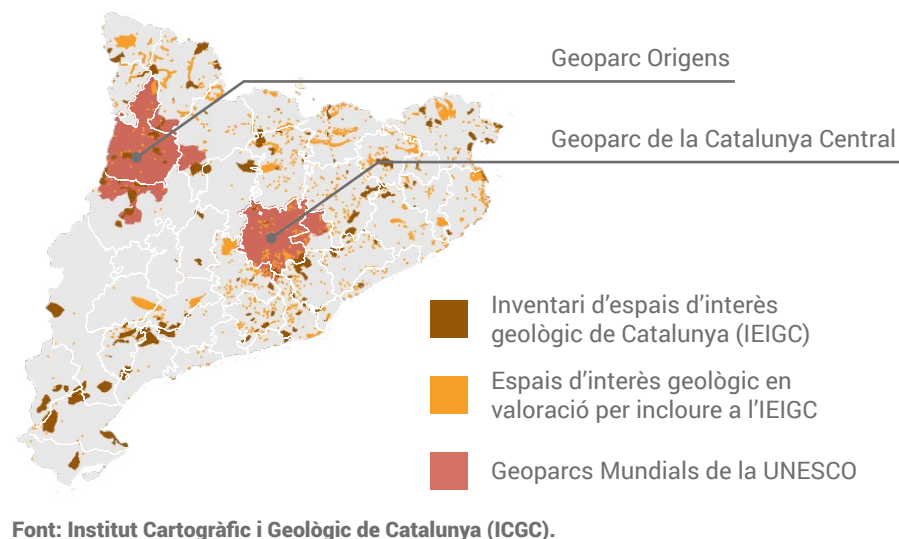 Geoparc Orígens
Geoparc de la Catalunya Central
Inventari d'espais d'interès
geològic de Catalunya (IEIGC)
Espais d'interès geològic en
valoració per incloure a l'IEIGC
Geoparcs Mundials de la UNESCO
Font: Institut Cartogràfic i Geològic de Catalunya (ICGC).